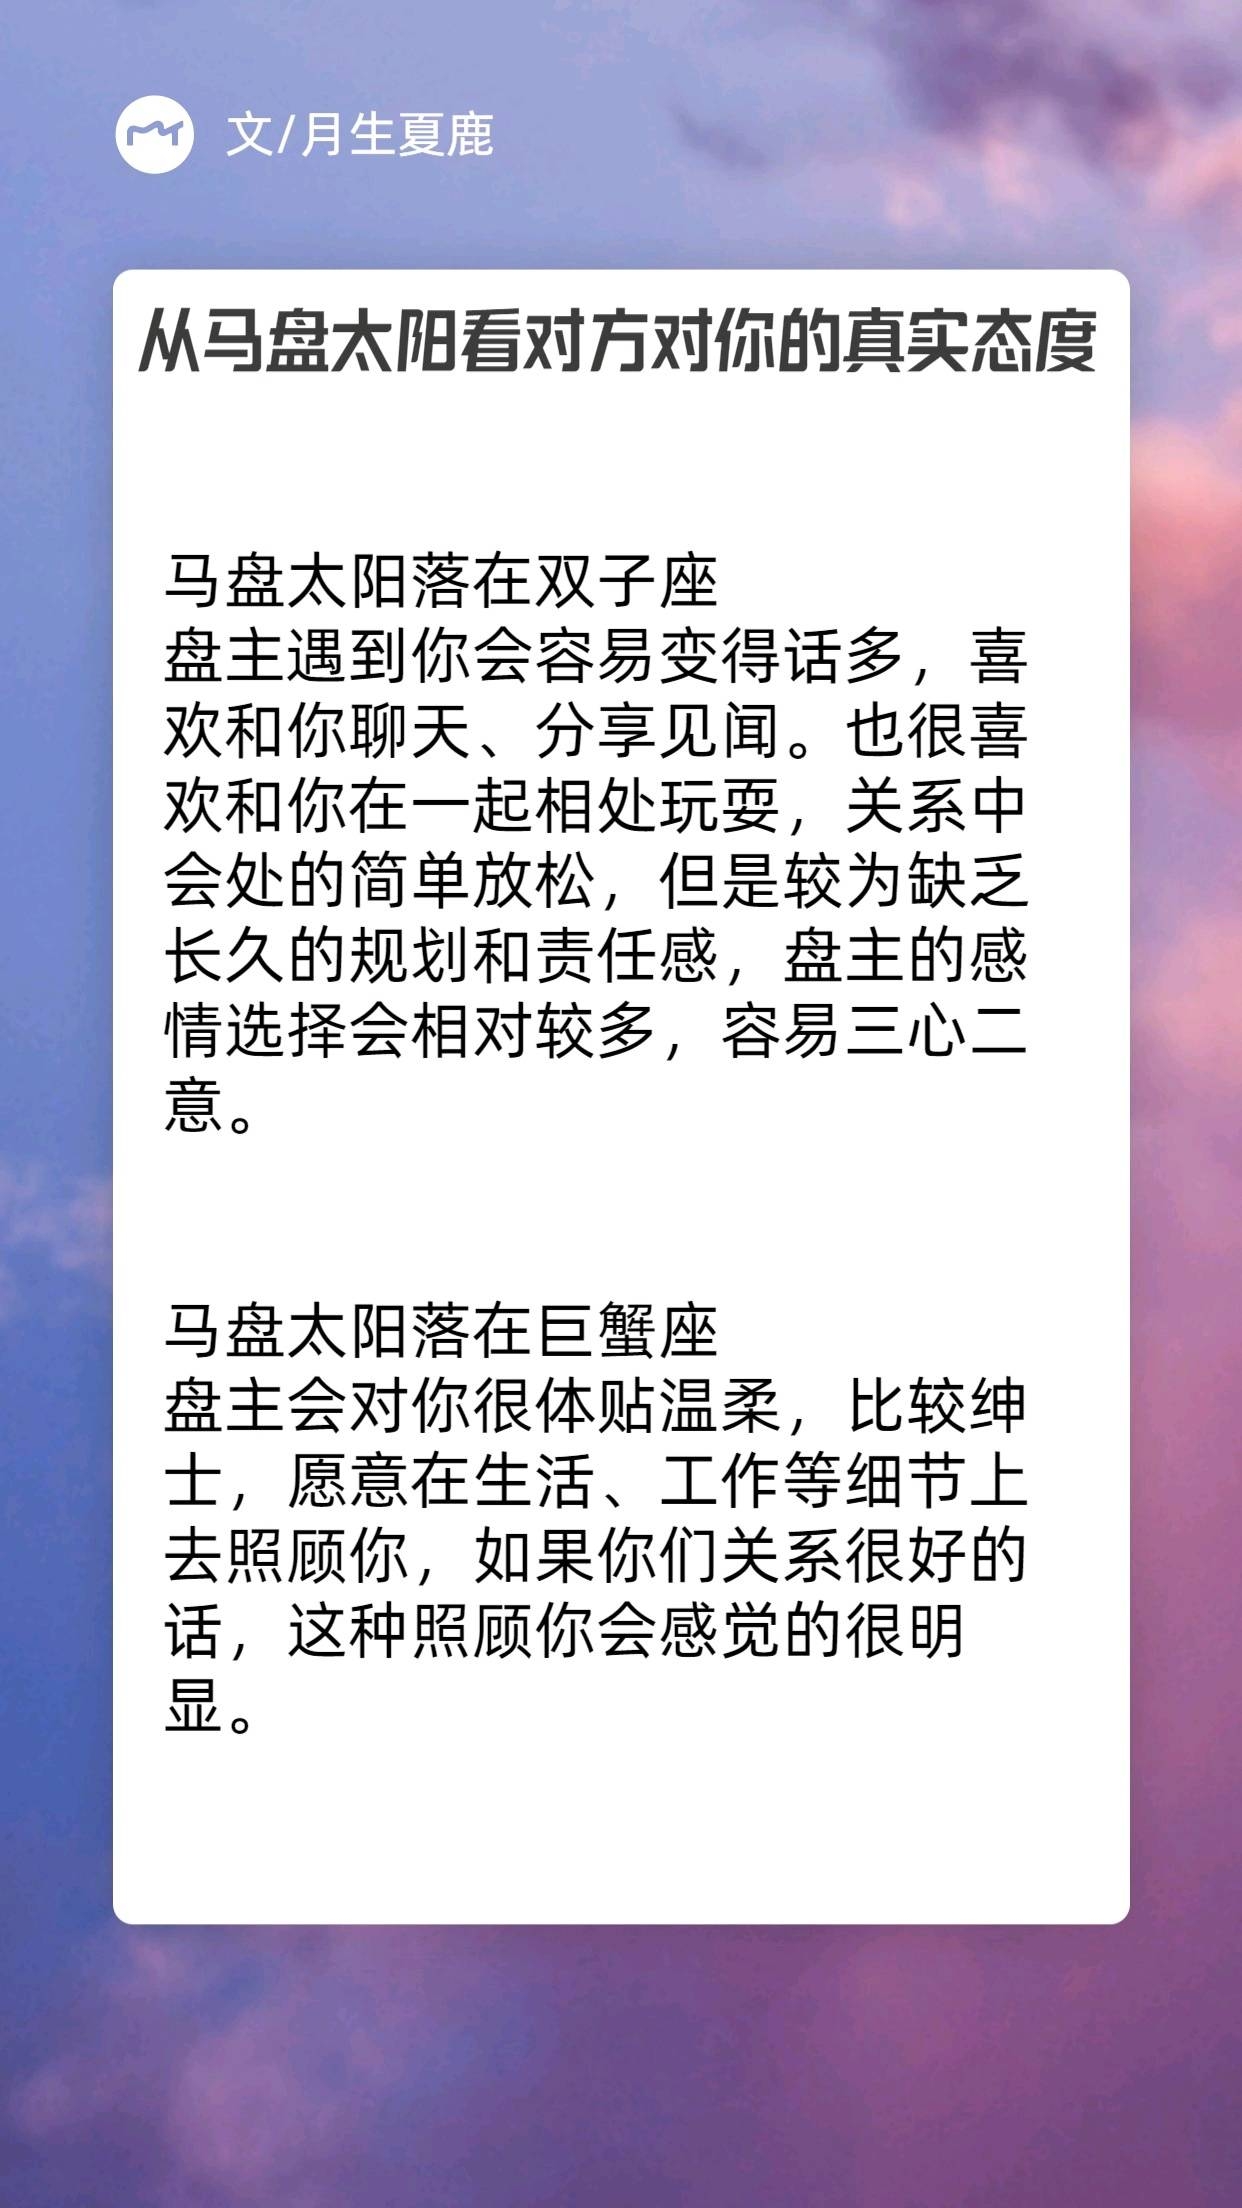 文/月生夏鹿
从马盘太阳看对方对你的真实态度
马盘太阳落在双子座
盘主遇到你会容易变得话多，喜
欢和你聊天、分享见闻。也很喜
欢和你在一起相处玩耍，关系中
会处的简单放松，但是较为缺乏
长久的规划和责任感，盘主的感
情选择会相对较多，容易三心二
意。
马盘太阳落在巨蟹座
盘主会对你很体贴温柔，比较绅
士，愿意在生活、工作等细节上
去照顾你，如果你们关系很好的
话，这种照顾你会感觉的很明
显。